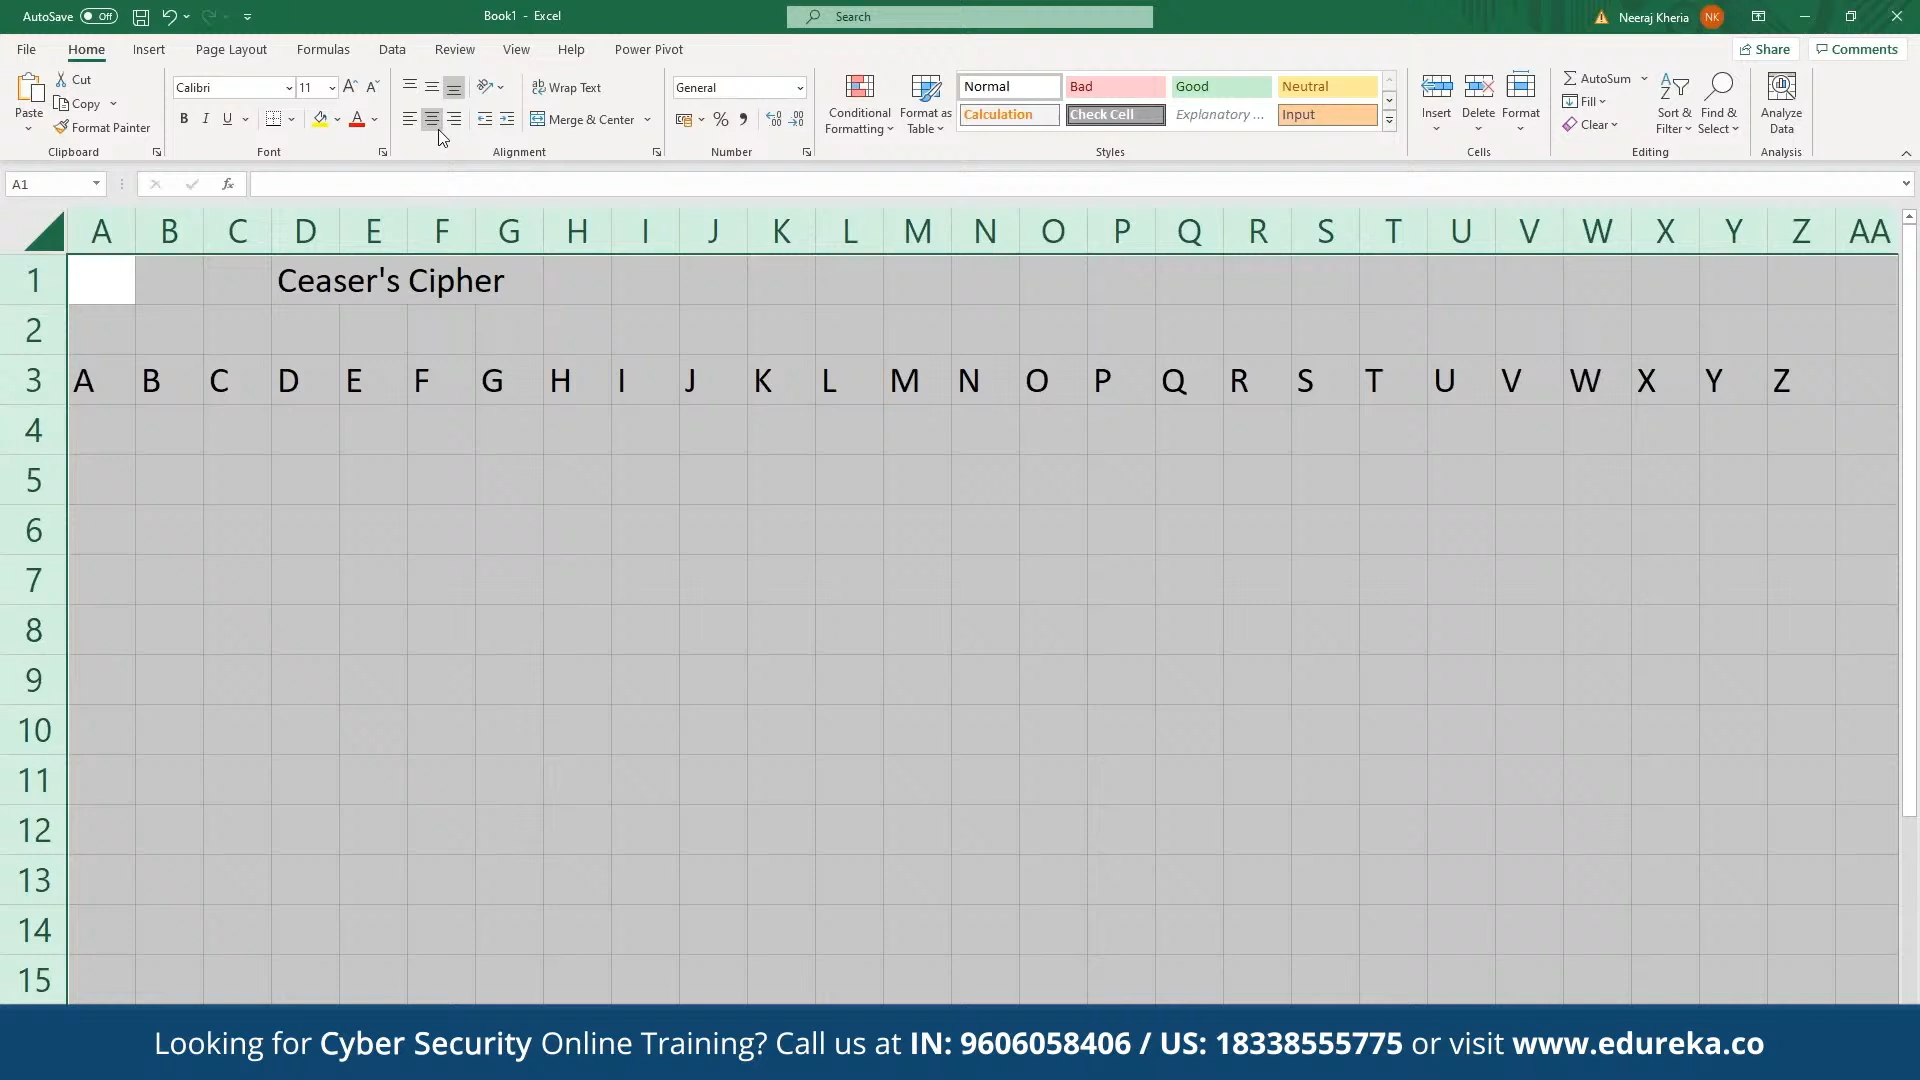 AutoSave Off Book1 - Excel Search Neeraj Kheria NK
File Home Insert Page Layout Formulas Data Review View Help Power Pivot Share Comments
Paste Cut Copy Format Painter Clipboard
Calibri 11 A A B I U A Font
Wrap Text Merge & Center Alignment
General % Number
Conditional Formatting Format as Table
Normal Bad Good Neutral
Calculation Check Cell Explanatory ... Input
Styles
Insert Delete Format Cells
AutoSum Fill Clear Sort & Filter Find & Select Editing
Analyze Data Analysis
A1 fx
A B C D E F G H I J K L M N O P Q R S T U V W X Y Z AA
1 Ceaser's Cipher
2
3 A B C D E F G H I J K L M N O P Q R S T U V W X Y Z
4
5
6
7
8
9
10
11
12
13
14
15
Looking for Cyber Security Online Training? Call us at IN: 9606058406 / US: 18338555775 or visit www.edureka.co